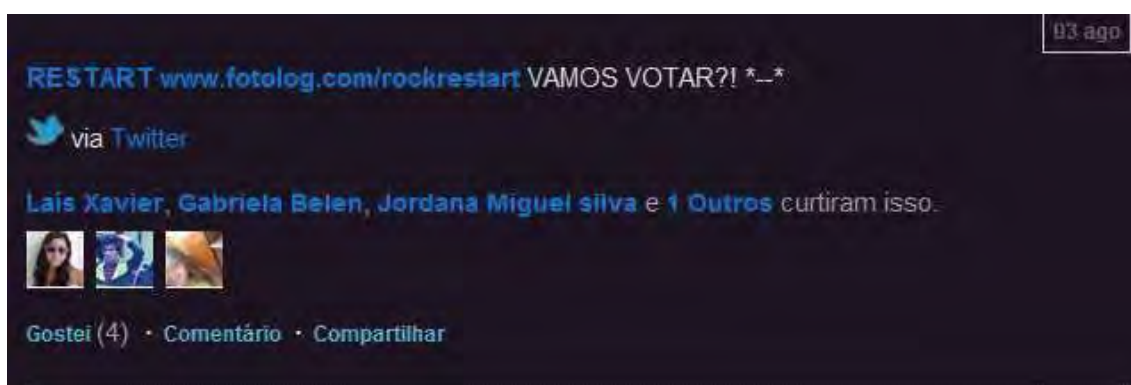 03 ago
RESTART www.fotolog.com/rockrestart VAMOS VOTAR?! *--*
via Twitter
Laís Xavier, Gabriela Belen, Jordana Miguel silva e 1 Outros curtiram isso.
Gostei (4) · Comentário · Compartilhar